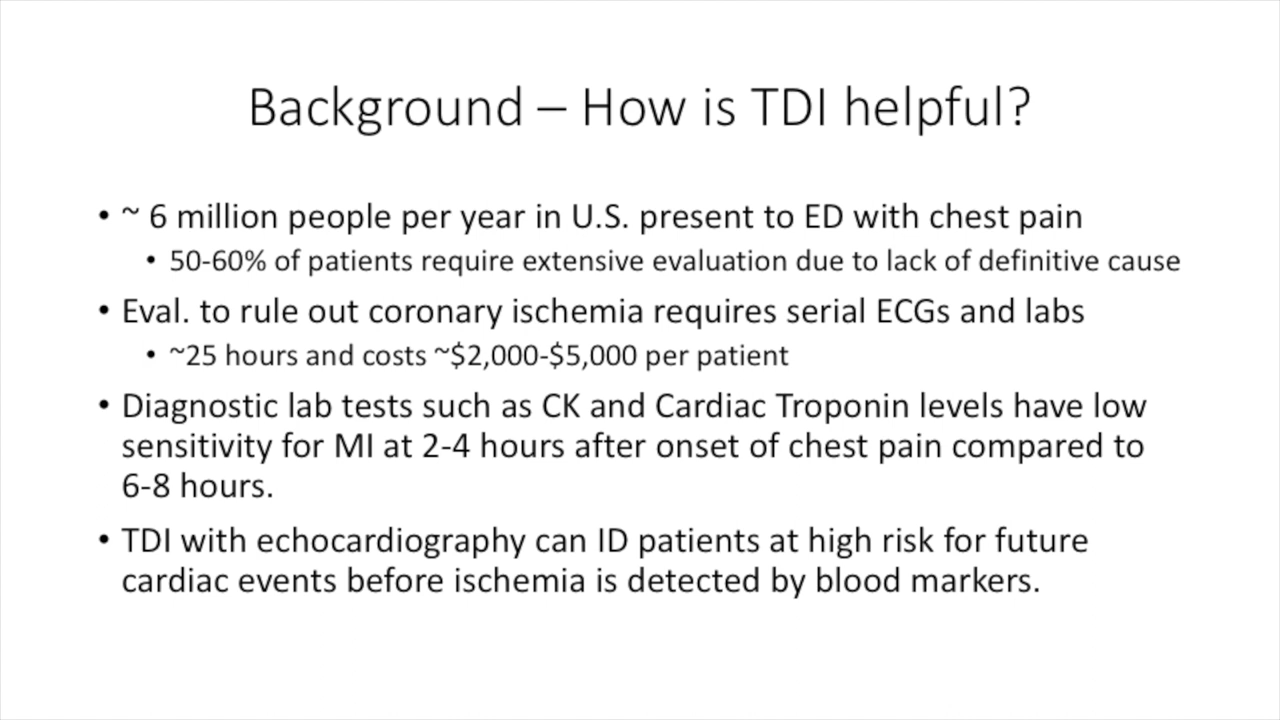 Background – How is TDI helpful?
• ~ 6 million people per year in U.S. present to ED with chest pain
• 50-60% of patients require extensive evaluation due to lack of definitive cause
• Eval. to rule out coronary ischemia requires serial ECGs and labs
• ~25 hours and costs ~$2,000-$5,000 per patient
• Diagnostic lab tests such as CK and Cardiac Troponin levels have low
sensitivity for MI at 2-4 hours after onset of chest pain compared to
6-8 hours.
• TDI with echocardiography can ID patients at high risk for future
cardiac events before ischemia is detected by blood markers.